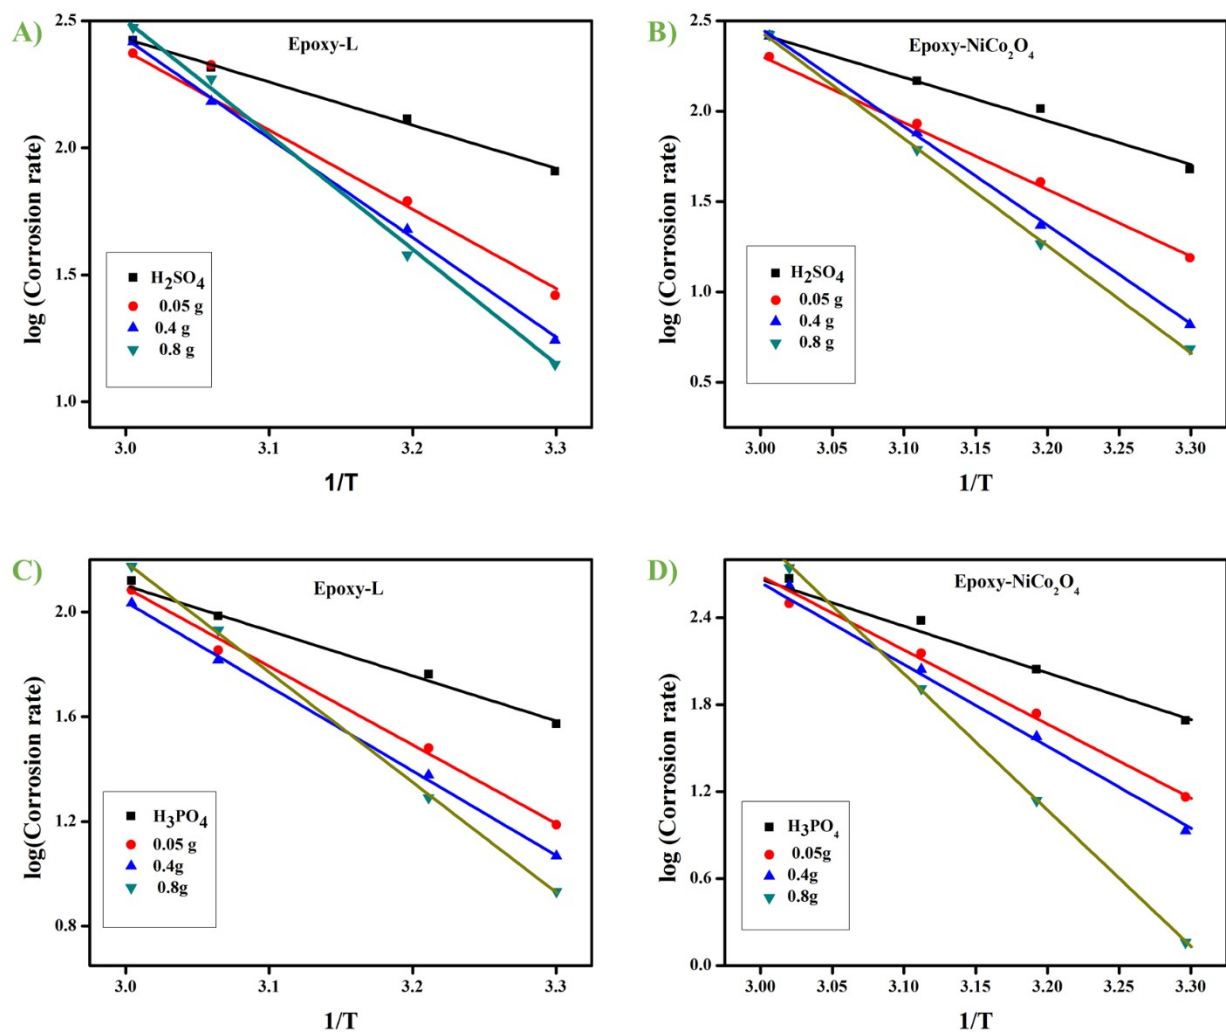 A)
Epoxy-L
log (Corrosion rate)
2.5
2.0
1.5
1.0
H₂SO₄
0.05 g
0.4 g
0.8 g
3.0 3.1 3.2 3.3
1/T
B)
Epoxy-NiCo₂O₄
log (Corrosion rate)
2.5
2.0
1.5
1.0
0.5
H₂SO₄
0.05 g
0.4 g
0.8 g
3.00 3.05 3.10 3.15 3.20 3.25 3.30
1/T
C)
Epoxy-L
log(Corrosion rate)
2.0
1.6
1.2
0.8
H₃PO₄
0.05 g
0.4g
0.8g
3.0 3.1 3.2 3.3
1/T
D)
Epoxy-NiCo₂O₄
log (Corrosion rate)
2.4
1.8
1.2
0.6
0.0
H₃PO₄
0.05g
0.4g
0.8g
3.00 3.05 3.10 3.15 3.20 3.25 3.30
1/T